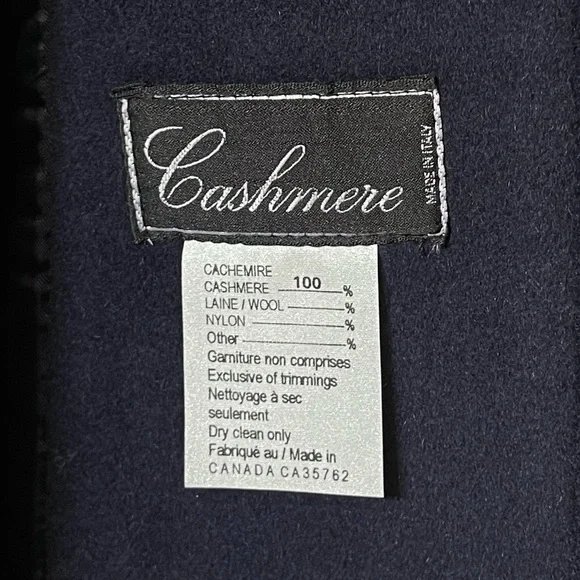 Cashmere
MADE IN ITALY
CACHEMIRE
CASHMERE 100 %
LAINE / WOOL %
NYLON %
Other %
Garniture non comprises
Exclusive of trimmings
Nettoyage à sec
seulement
Dry clean only
Fabriqué au / Made in
CANADA CA35762